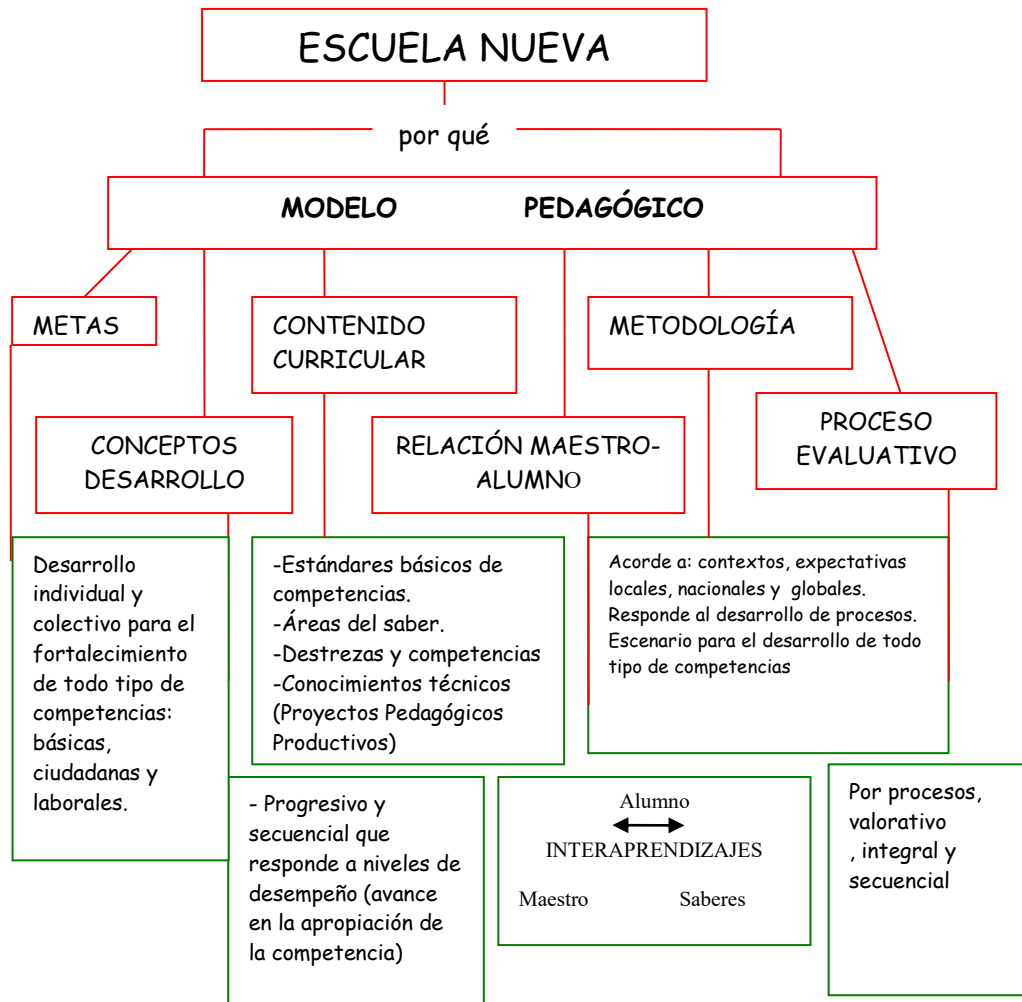 ESCUELA NUEVA
por qué
MODELO PEDAGÓGICO
METAS
CONTENIDO
CURRICULAR
METODOLOGÍA
CONCEPTOS
DESARROLLO
RELACIÓN MAESTRO-
ALUMNO
PROCESO
EVALUATIVO
Desarrollo
individual y
colectivo para el
fortalecimiento
de todo tipo de
competencias:
básicas,
ciudadanas y
laborales.
-Estándares básicos de
competencias.
-Áreas del saber.
-Destrezas y competencias
-Conocimientos técnicos
(Proyectos Pedagógicos
Productivos)
Acorde a: contextos, expectativas
locales, nacionales y globales.
Responde al desarrollo de procesos.
Escenario para el desarrollo de todo
tipo de competencias
- Progresivo y
secuencial que
responde a niveles de
desempeño (avance
en la apropiación de
la competencia)
Alumno
INTERAPRENDIZAJES
Maestro Saberes
Por procesos,
valorativo
, integral y
secuencial